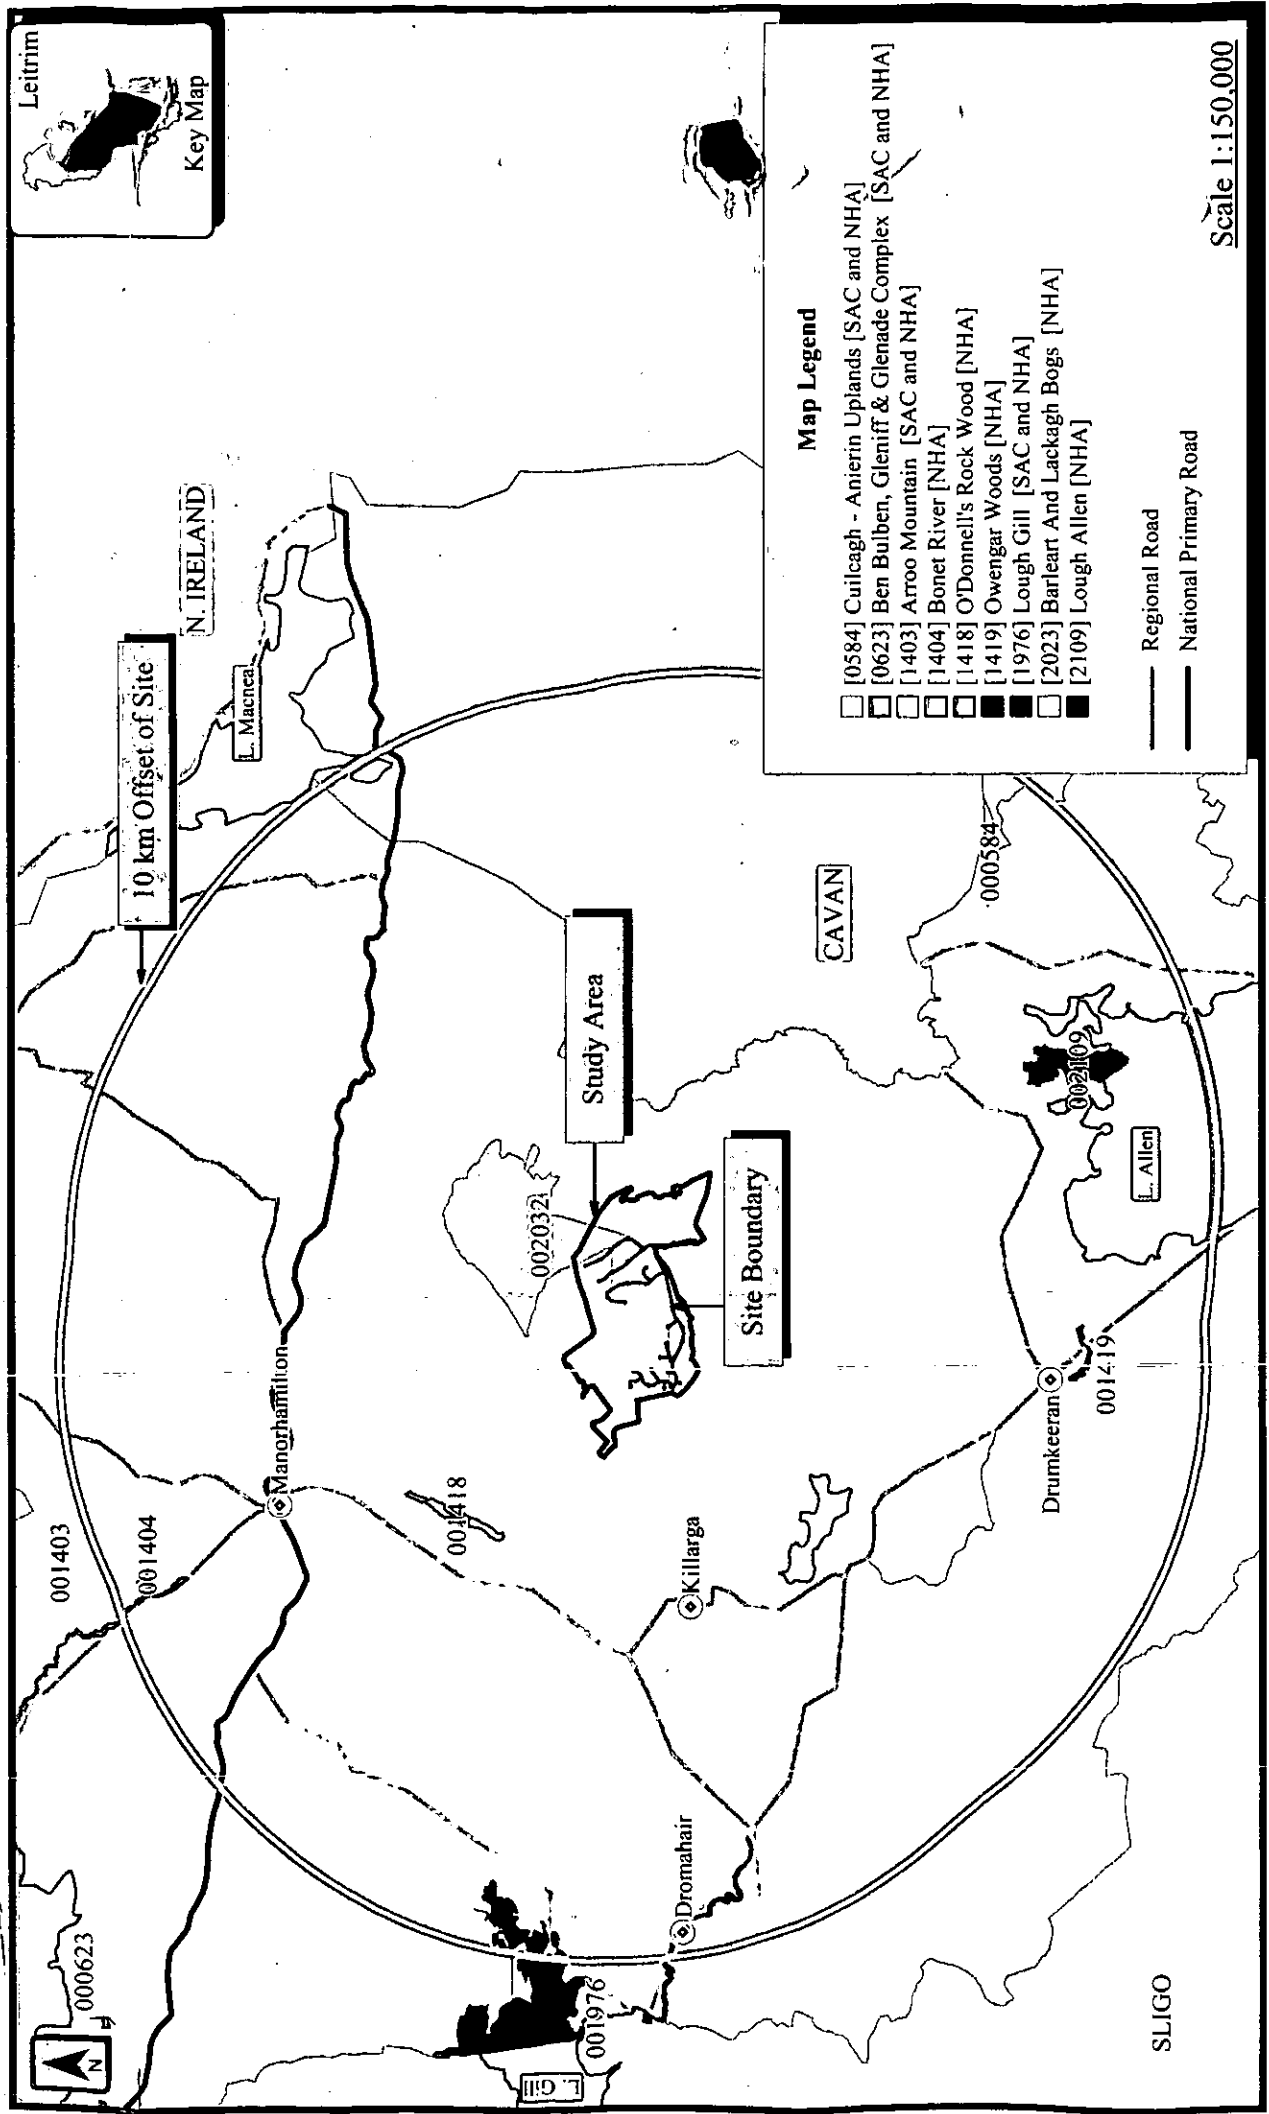 Leitrim
Key Map
N
10 km Offset of Site
N. IRELAND
L. Macnea
000623
001403
001404
Manorhamilton
001418
002032
Study Area
Site Boundary
CAVAN
000584
Killarga
Dromahair
001976
L. Gill
Drumkeeran
001419
002109
L. Allen
SLIGO
Map Legend
[0584] Cuilcagh - Anierin Uplands [SAC and NHA]
[0623] Ben Bulben, Gleniff & Glenade Complex [SAC and NHA]
[1403] Arroo Mountain [SAC and NHA]
[1404] Bonet River [NHA]
[1418] O'Donnell's Rock Wood [NHA]
[1419] Owengar Woods [NHA]
[1976] Lough Gill [SAC and NHA]
[2023] Barleart And Lackagh Bogs [NHA]
[2109] Lough Allen [NHA]
Regional Road
National Primary Road
Scale 1:150,000